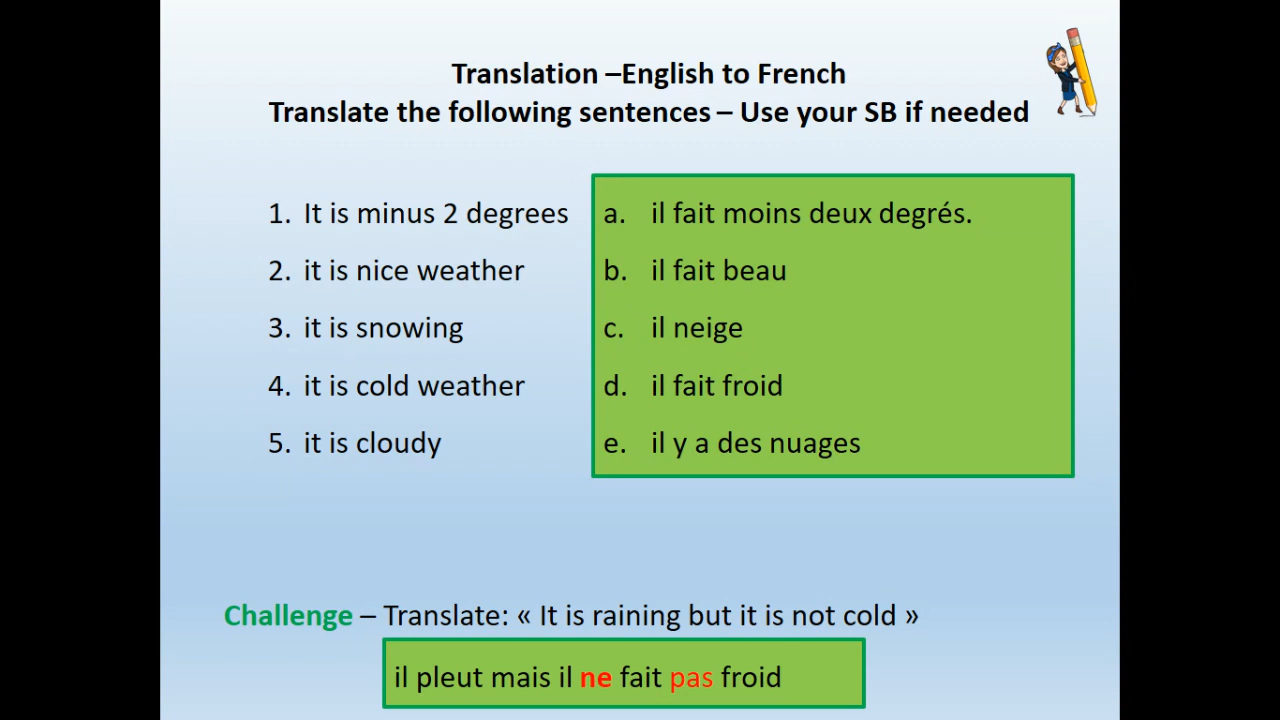 Translation –English to French
Translate the following sentences – Use your SB if needed
1. It is minus 2 degrees
2. it is nice weather
3. it is snowing
4. it is cold weather
5. it is cloudy
a. il fait moins deux degrés.
b. il fait beau
c. il neige
d. il fait froid
e. il y a des nuages
Challenge – Translate: « It is raining but it is not cold »
il pleut mais il ne fait pas froid